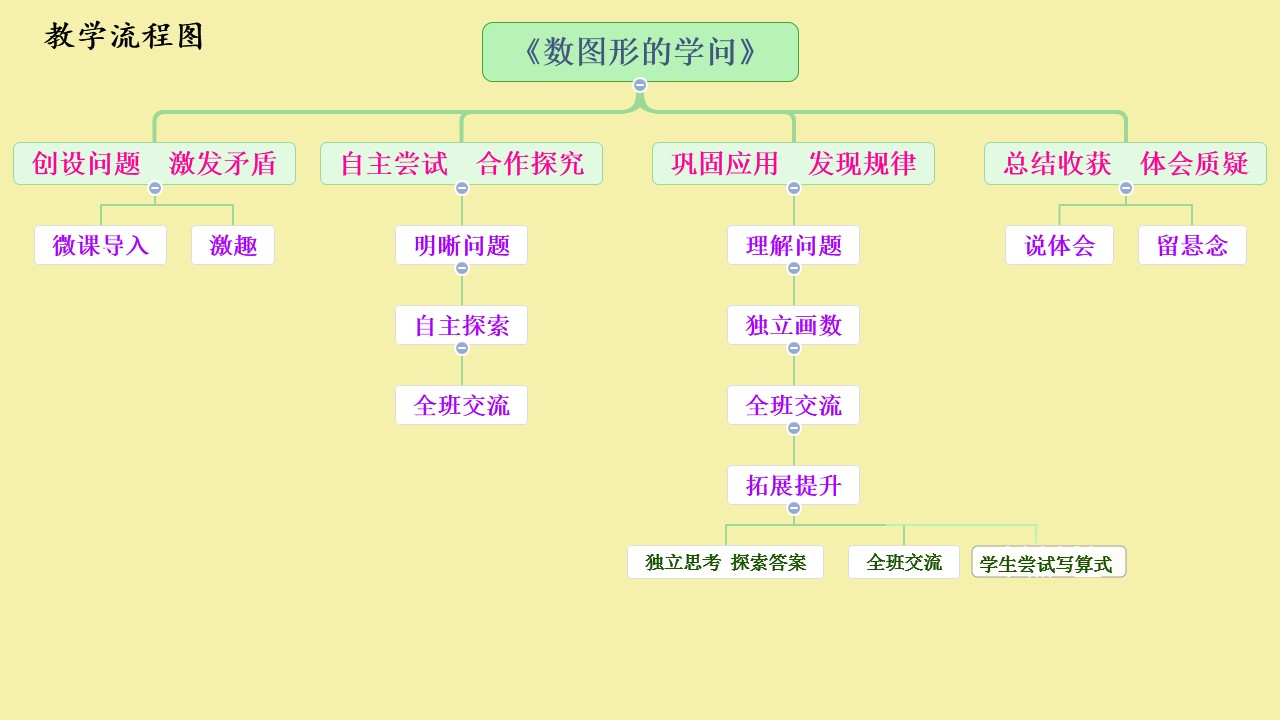 教学流程图
《数图形的学问》
创设问题 激发矛盾
自主尝试 合作探究
巩固应用 发现规律
总结收获 体会质疑
微课导入
激趣
明晰问题
理解问题
说体会
留悬念
自主探索
独立画数
全班交流
全班交流
拓展提升
独立思考 探索答案
全班交流
学生尝试写算式